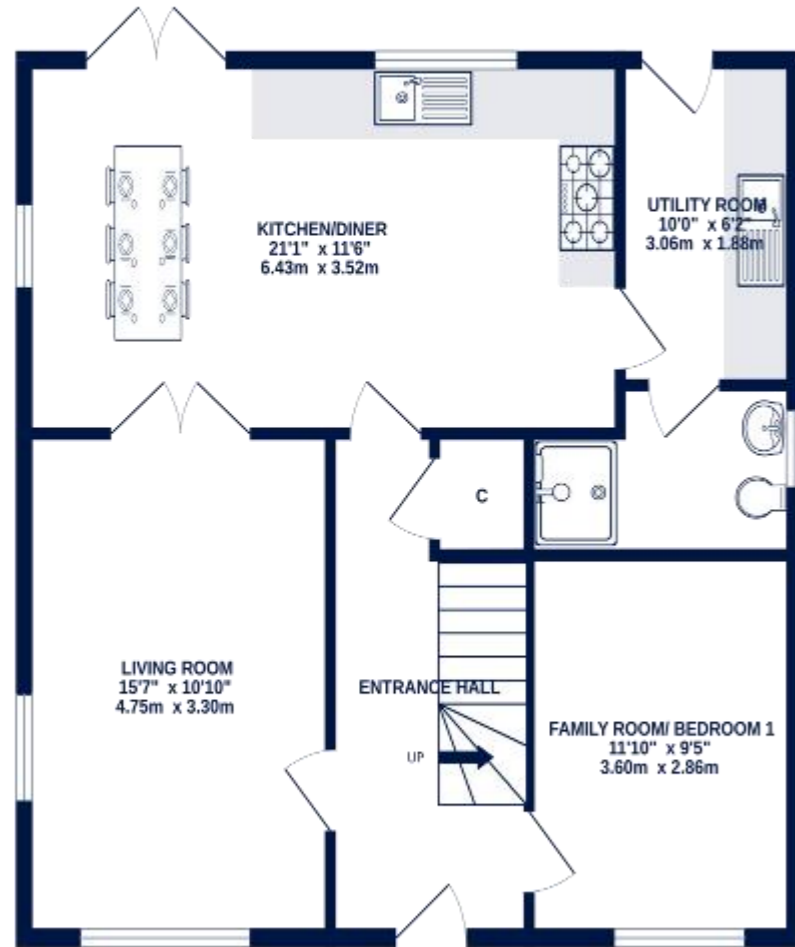 KITCHEN/DINER
21'1" x 11'6"
6.43m x 3.52m
UTILITY ROOM
10'0" x 6'2"
3.06m x 1.88m
C
LIVING ROOM
15'7" x 10'10"
4.75m x 3.30m
ENTRANCE HALL
UP
FAMILY ROOM/ BEDROOM 1
11'10" x 9'5"
3.60m x 2.86m